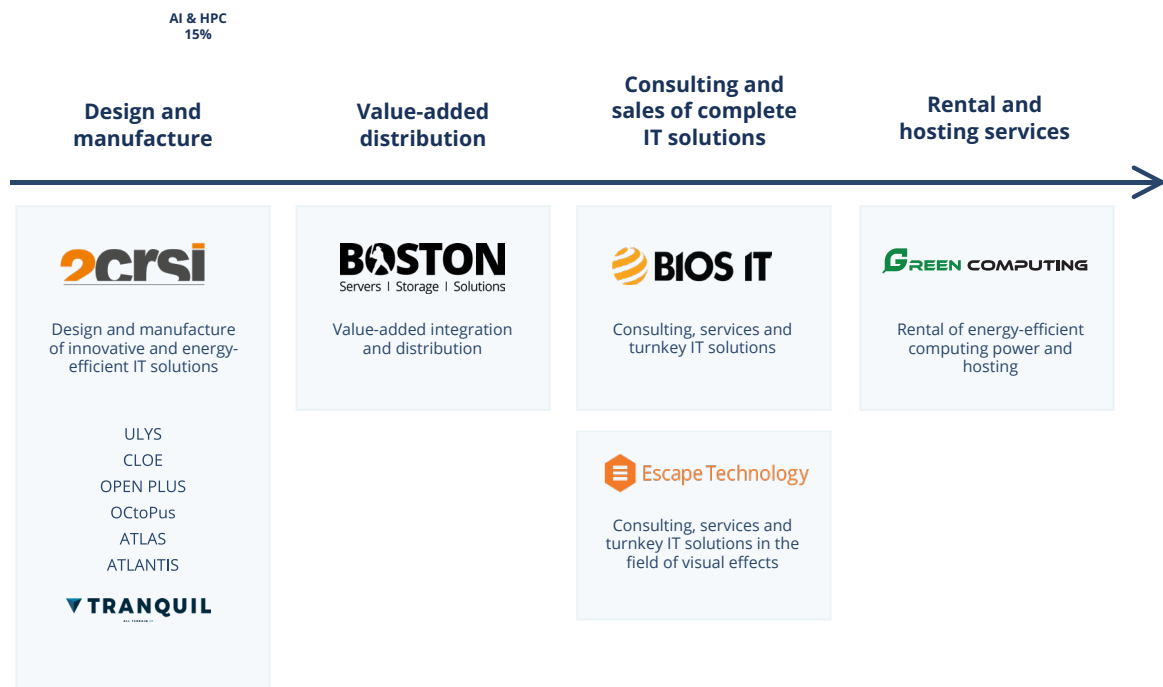 AI & HPC
15%
Design and
manufacture
Value-added
distribution
Consulting and
sales of complete
IT solutions
Rental and
hosting services
2crsi
Design and manufacture
of innovative and energy-
efficient IT solutions
ULYS
CLOE
OPEN PLUS
OCtoPus
ATLAS
ATLANTIS
TRANQUIL
ALL TERRAIN IT
BOSTON
Servers | Storage | Solutions
Value-added integration
and distribution
BIOS IT
Consulting, services and
turnkey IT solutions
Escape Technology
Consulting, services and
turnkey IT solutions in the
field of visual effects
GREEN COMPUTING
Rental of energy-efficient
computing power and
hosting